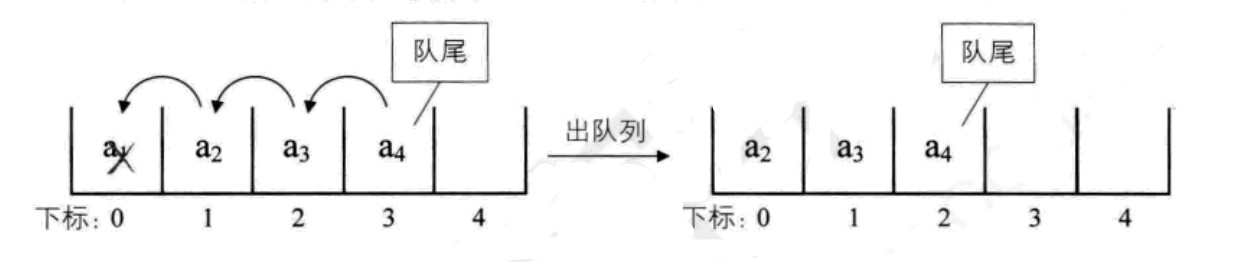 队尾
队尾
a₁ a₂ a₃ a₄
出队列
a₂ a₃ a₄
下标: 0 1 2 3 4
下标: 0 1 2 3 4